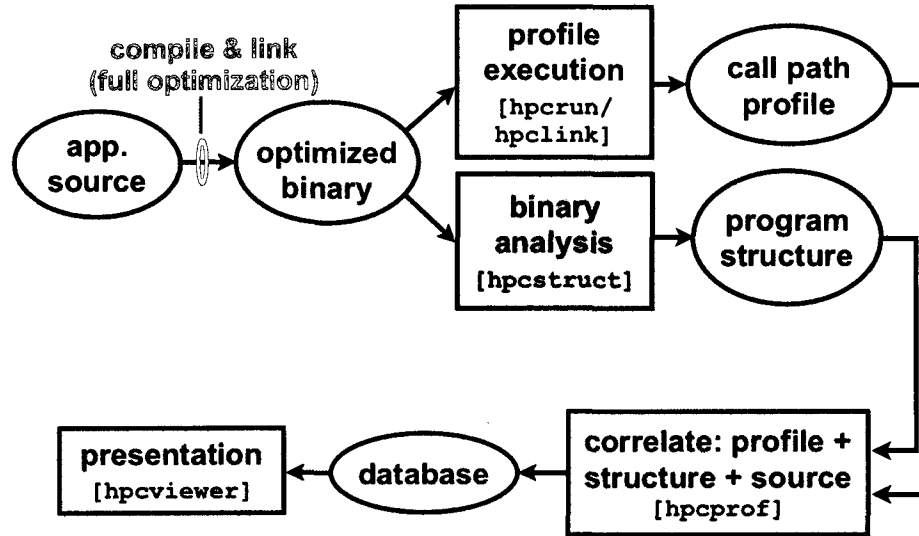 compile & link
(full optimization)
app.
source
optimized
binary
profile
execution
[hpcrun/
hpclink]
call path
profile
binary
analysis
[hpcstruct]
program
structure
correlate: profile +
structure + source
[hpcprof]
database
presentation
[hpcviewer]